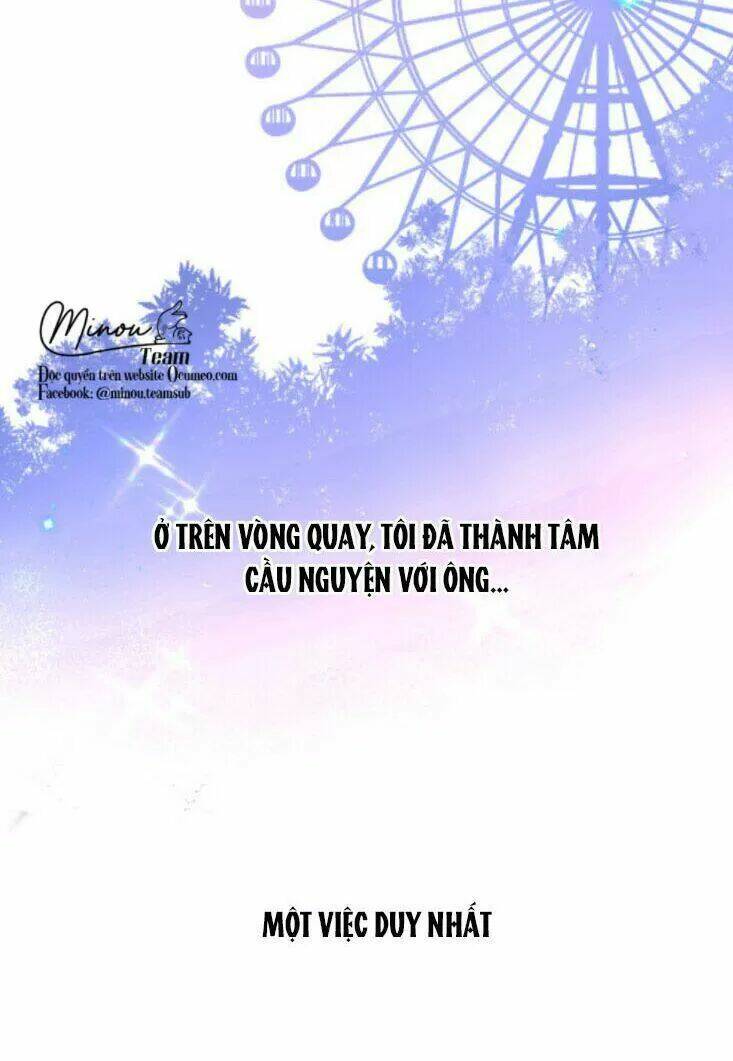 Minou
Team
Độc quyền trên website Ocumeo.com
Facebook: @minou.teamsub
Ở TRÊN VÒNG QUAY, TÔI ĐÃ THÀNH TÂM
CẦU NGUYỆN VỚI ÔNG...
MỘT VIỆC DUY NHẤT